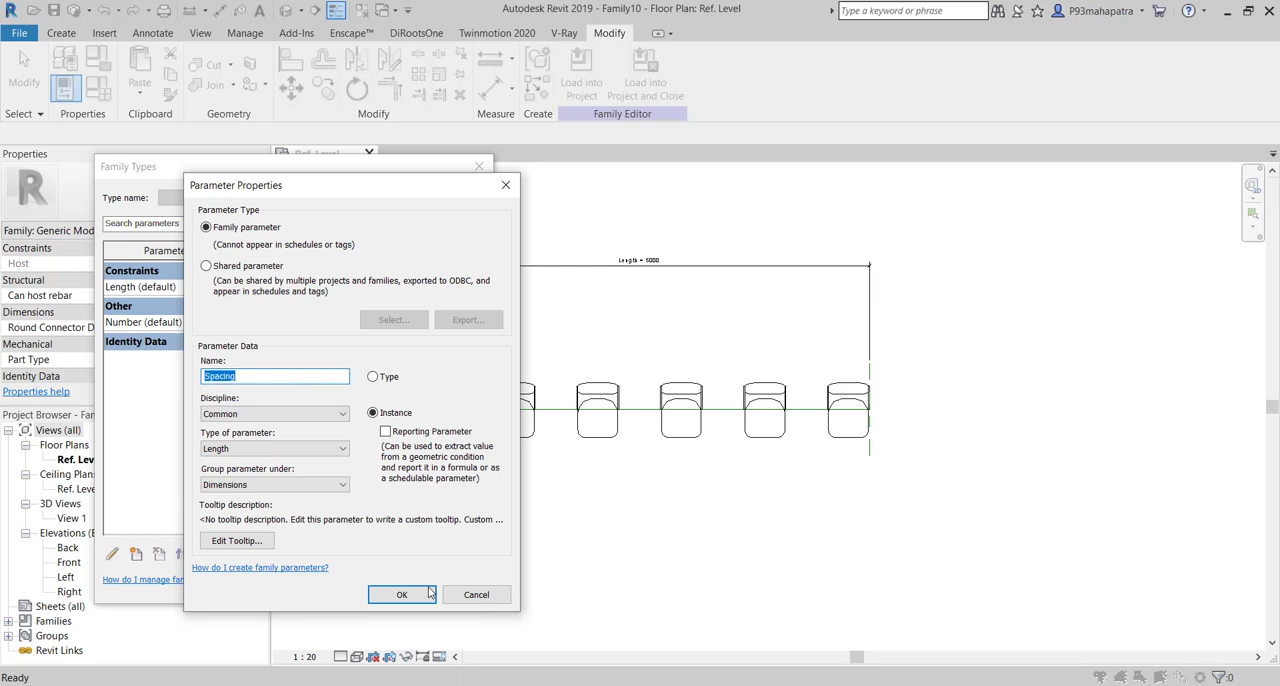 Autodesk Revit 2019 - Family10 - Floor Plan: Ref. Level
Type a keyword or phrase
P93mahapatra
File Create Insert Annotate View Manage Add-Ins Enscape™ DiRootsOne Twinmotion 2020 V-Ray Modify
Modify
Paste
Cut
Join
Load into
Project
Load into
Project and Close
Select Properties Clipboard Geometry Modify Measure Create Family Editor
Properties
Family: Generic Mod
Constraints
Host
Structural
Can host rebar
Dimensions
Round Connector D
Mechanical
Part Type
Identity Data
Properties help
Project Browser - Fami
Views (all)
Floor Plans
Ref. Leve
Ceiling Plan
Ref. Leve
3D Views
View 1
Elevations (E
Back
Front
Left
Right
Sheets (all)
Families
Groups
Revit Links
Ref. Level
Family Types
Type name:
Search parameters
Paramete
Constraints
Length (default)
Other
Number (default)
Identity Data
How do I manage fam
Parameter Properties
Parameter Type
Family parameter
(Cannot appear in schedules or tags)
Shared parameter
(Can be shared by multiple projects and families, exported to ODBC, and
appear in schedules and tags)
Select... Export...
Parameter Data
Name:
Spacing
Type
Discipline:
Common
Instance
Type of parameter:
Length
Reporting Parameter
(Can be used to extract value
from a geometric condition
and report it in a formula or as
a schedulable parameter)
Group parameter under:
Dimensions
Tooltip description:
<No tooltip description. Edit this parameter to write a custom tooltip. Custom ...
Edit Tooltip...
How do I create family parameters?
OK Cancel
Length = 5000
1 : 20
Ready
:0